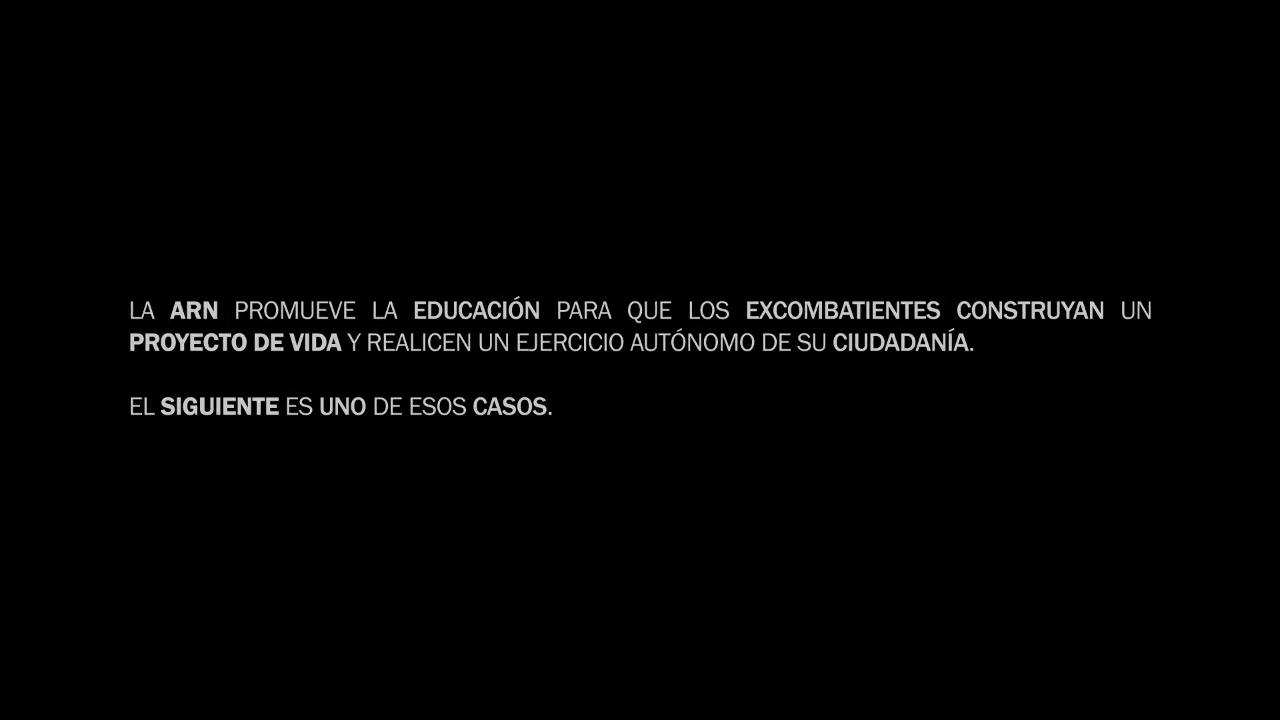 LA ARN PROMUEVE LA EDUCACIÓN PARA QUE LOS EXCOMBATIENTES CONSTRUYAN UN
PROYECTO DE VIDA Y REALICEN UN EJERCICIO AUTÓNOMO DE SU CIUDADANÍA.
EL SIGUIENTE ES UNO DE ESOS CASOS.